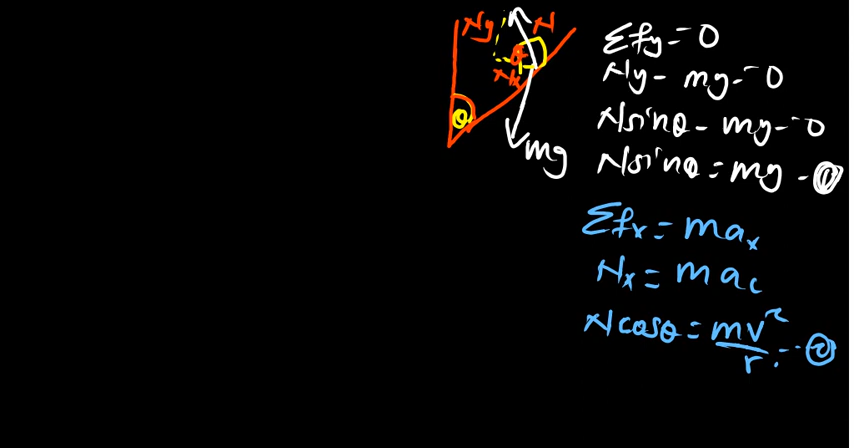 Ny N
θ
Nx
θ
mg
Σfy = 0
Ny - mg = 0
Nsinθ - mg = 0
Nsinθ = mg - ①
Σfx = max
Nx = mac
Ncosθ = mv²/r --- ②